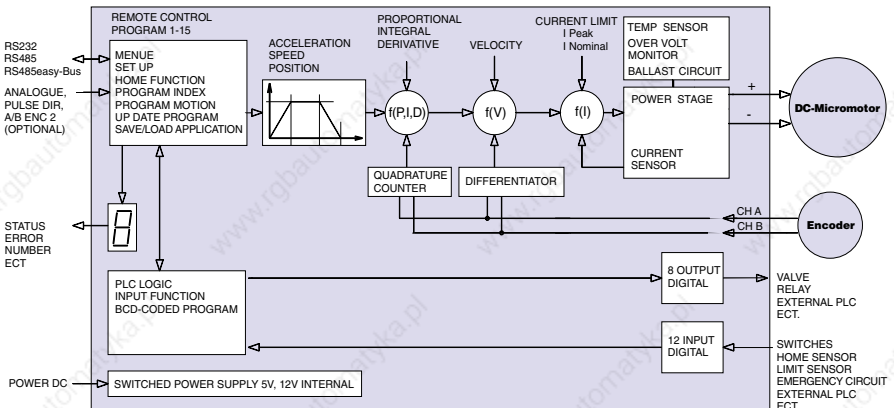 REMOTE CONTROL
PROGRAM 1-15
RS232
RS485
RS485easy-Bus
ANALOGUE,
PULSE DIR,
A/B ENC 2
(OPTIONAL)
MENUE
SET UP
HOME FUNCTION
PROGRAM INDEX
PROGRAM MOTION
UP DATE PROGRAM
SAVE/LOAD APPLICATION
ACCELERATION
SPEED
POSITION
PROPORTIONAL
INTEGRAL
DERIVATIVE
f(P,I,D)
VELOCITY
f(V)
CURRENT LIMIT
I Peak
I Nominal
f(I)
TEMP SENSOR
OVER VOLT
MONITOR
BALLAST CIRCUIT
POWER STAGE
CURRENT
SENSOR
+
-
DC-Micromotor
QUADRATURE
COUNTER
DIFFERENTIATOR
CH A
CH B
Encoder
STATUS
ERROR
NUMBER
ECT
8
PLC LOGIC
INPUT FUNCTION
BCD-CODED PROGRAM
8 OUTPUT
DIGITAL
VALVE
RELAY
EXTERNAL PLC
ECT.
12 INPUT
DIGITAL
SWITCHES
HOME SENSOR
LIMIT SENSOR
EMERGENCY CIRCUIT
EXTERNAL PLC
ECT
POWER DC
SWITCHED POWER SUPPLY 5V, 12V INTERNAL
www.rgbautomatyka.pl